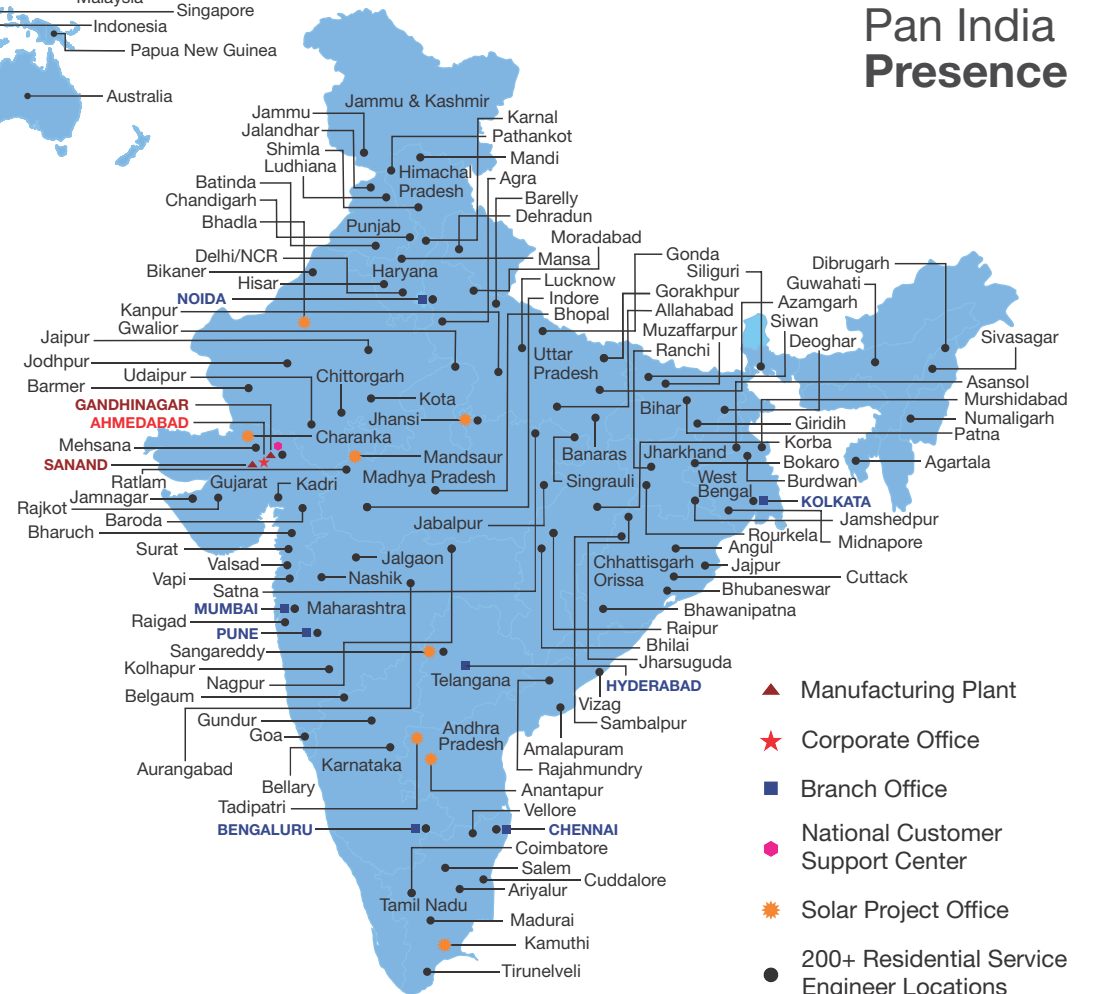 Malaysia
Singapore
Indonesia
Papua New Guinea
Australia
Pan India
Presence
Jammu & Kashmir
Jammu
Jalandhar
Shimla
Ludhiana
Karnal
Pathankot
Mandi
Himachal
Pradesh
Agra
Batinda
Chandigarh
Bhadla
Barelly
Dehradun
Punjab
Moradabad
Delhi/NCR
Bikaner
Hisar
Haryana
Mansa
NOIDA
Kanpur
Gwalior
Lucknow
Indore
Bhopal
Gonda
Siliguri
Gorakhpur
Allahabad
Muzaffarpur
Ranchi
Dibrugarh
Guwahati
Azamgarh
Siwan
Deoghar
Sivasagar
Jaipur
Jodhpur
Udaipur
Barmer
Chittorgarh
Kota
Uttar
Pradesh
GANDHINAGAR
AHMEDABAD
Jhansi
Charanka
Bihar
Asansol
Murshidabad
Numaligarh
Giridih
Patna
Mehsana
SANAND
Mandsaur
Banaras
Jharkhand
Korba
Bokaro
Agartala
Ratlam
Gujarat
Kadri
Madhya Pradesh
Singrauli
West
Bengal
Burdwan
KOLKATA
Jamnagar
Rajkot
Baroda
Bharuch
Jabalpur
Jamshedpur
Rourkela
Midnapore
Surat
Valsad
Vapi
Satna
Jalgaon
Nashik
Chhattisgarh
Orissa
Angul
Jajpur
Cuttack
Bhubaneswar
MUMBAI
Maharashtra
Raigad
PUNE
Bhawanipatna
Raipur
Bhilai
Jharsuguda
Sangareddy
Kolhapur
Nagpur
Belgaum
Telangana
HYDERABAD
Vizag
Sambalpur
Gundur
Goa
Aurangabad
Karnataka
Andhra
Pradesh
Amalapuram
Rajahmundry
Bellary
Tadipatri
Anantapur
Vellore
BENGALURU
CHENNAI
Coimbatore
Salem
Cuddalore
Ariyalur
Tamil Nadu
Madurai
Kamuthi
Tirunelveli
Manufacturing Plant
Corporate Office
Branch Office
National Customer
Support Center
Solar Project Office
200+ Residential Service
Engineer Locations